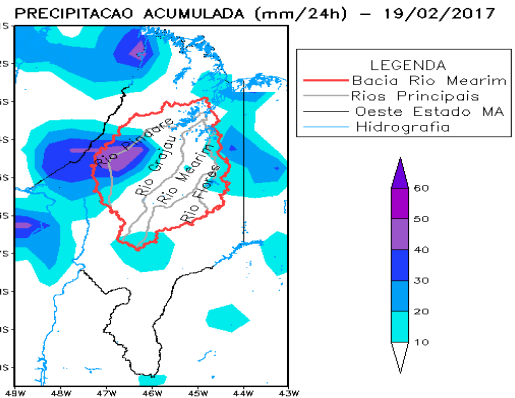 PRECIPITACAO ACUMULADA (mm/24h) – 19/02/2017
LEGENDA
Bacia Rio Mearim
Rios Principais
Oeste Estado MA
Hidrografia
Rio Pindare
Rio Grajau
Rio Mearim
Rio Flores
60
50
40
30
20
10
48W 48W 47W 46W 45W 44W 43W